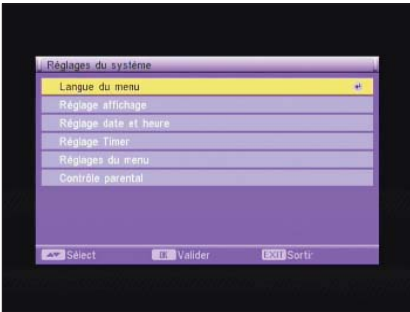 Réglages du système
Langue du menu
Réglage affichage
Réglage date et heure
Réglage Timer
Réglages du menu
Contrôle parental
Sélect OK Valider EXIT Sortir